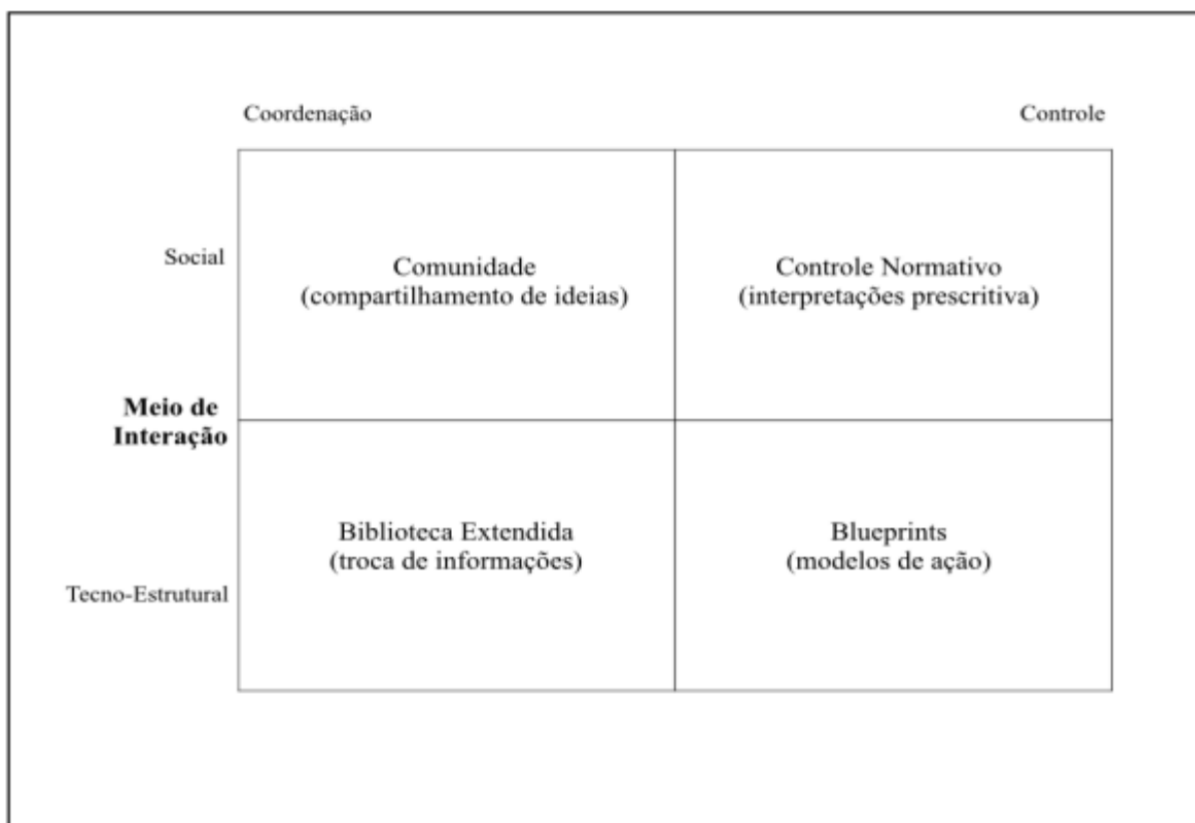 Coordenação
Controle
Social
Comunidade
(compartilhamento de ideias)
Controle Normativo
(interpretações prescritiva)
Meio de
Interação
Biblioteca Extendida
(troca de informações)
Blueprints
(modelos de ação)
Tecno-Estrutural